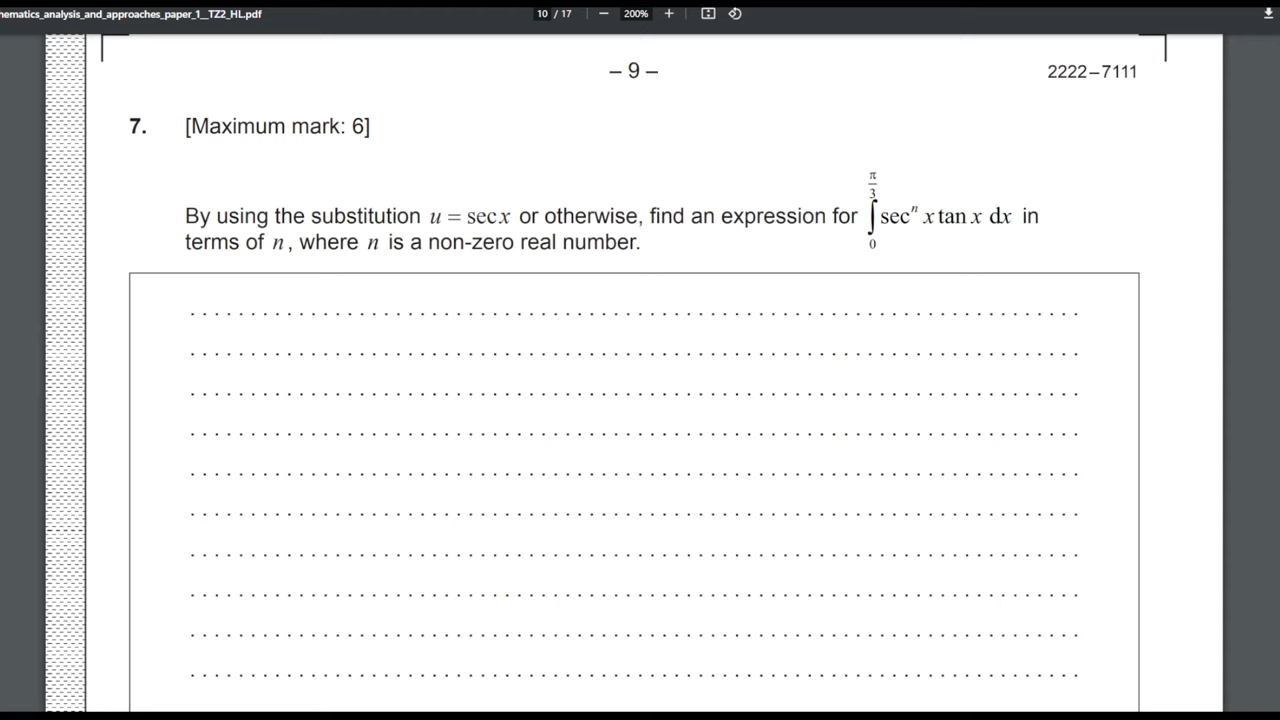 hematics_analysis_and_approaches_paper_1__TZ2_HL.pdf
10 / 17
200%
– 9 –
2222–7111
7. [Maximum mark: 6]
By using the substitution u = sec x or otherwise, find an expression for ∫₀^(π/3) secⁿ x tan x dx in
terms of n, where n is a non-zero real number.